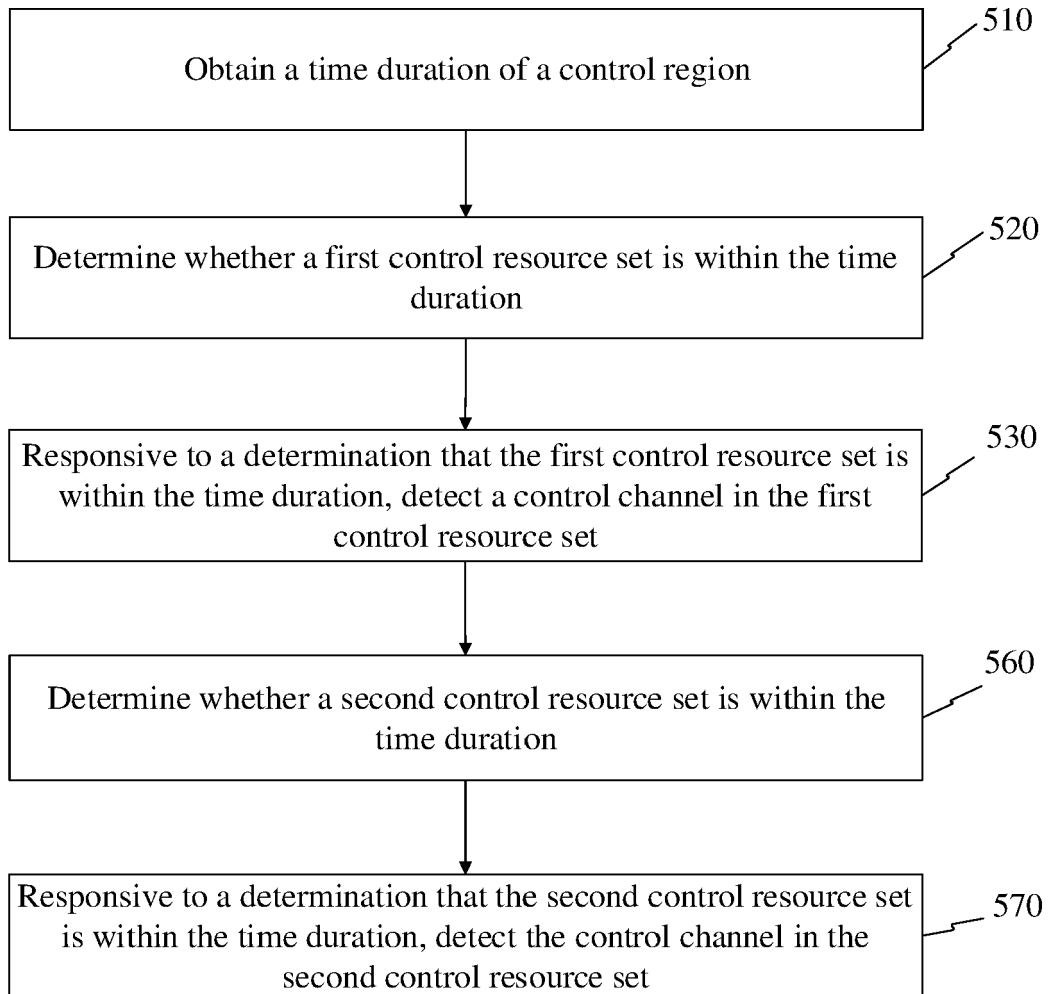 510
Obtain a time duration of a control region
520
Determine whether a first control resource set is within the time
duration
530
Responsive to a determination that the first control resource set is
within the time duration, detect a control channel in the first
control resource set
560
Determine whether a second control resource set is within the
time duration
570
Responsive to a determination that the second control resource set
is within the time duration, detect the control channel in the
second control resource set